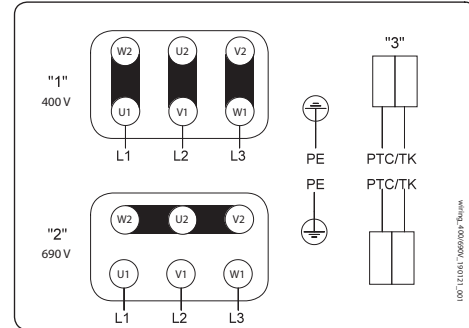 "1"
400 V
W2 U2 V2
U1 V1 W1
L1 L2 L3
"3"
PE PTC/TK
PE PTC/TK
"2"
690 V
W2 U2 V2
U1 V1 W1
L1 L2 L3
wiring_400/690V_190121_001